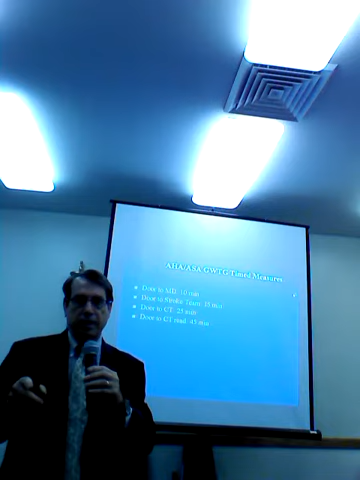 AHA/ASA GWTG Timed Measures
Door to MD: 10 min
Door to Stroke Team: 15 min
Door to CT: 25 min
Door to CT read: 45 min